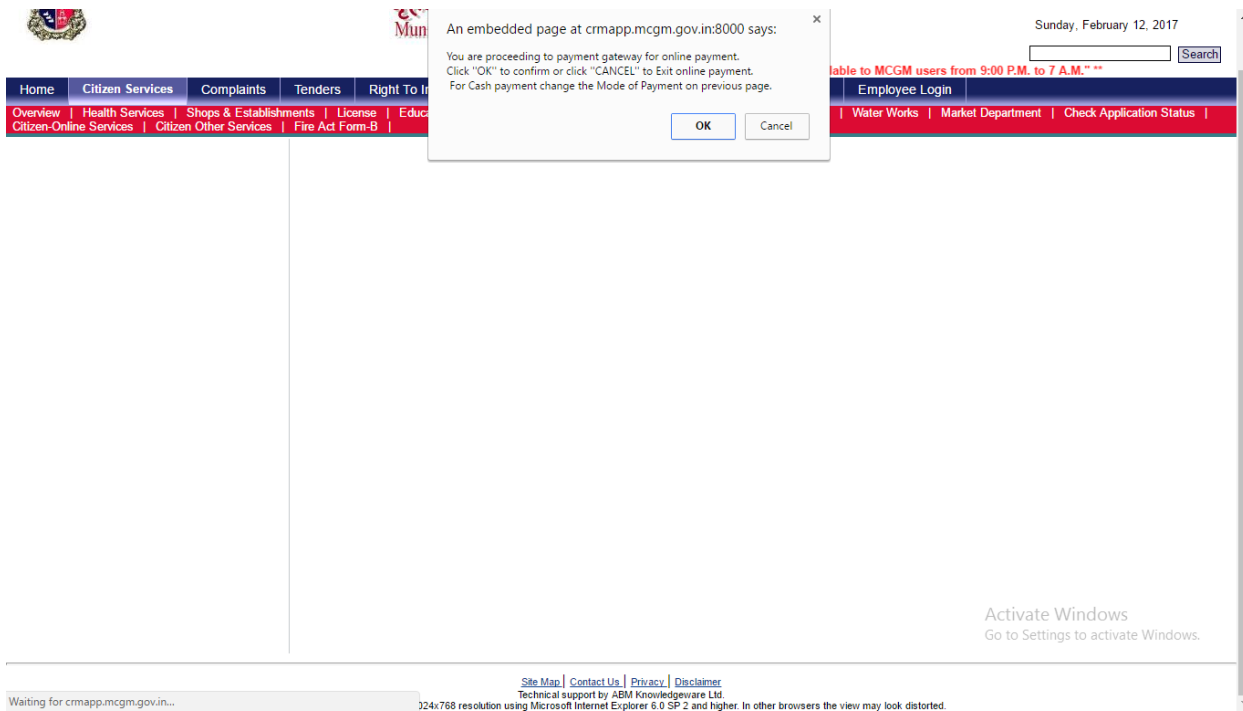 An embedded page at crmapp.mcgm.gov.in:8000 says:
You are proceeding to payment gateway for online payment.
Click "OK" to confirm or click "CANCEL" to Exit online payment.
For Cash payment change the Mode of Payment on previous page.
OK Cancel
Sunday, February 12, 2017
Search
to MCGM users from 9:00 P.M. to 7 A.M." **
Home Citizen Services Complaints Tenders Right To Employee Login
Overview | Health Services | Shops & Establishments | License | | Water Works | Market Department | Check Application Status |
Citizen-Online Services | Citizen Other Services | Fire Act Form-B |
Activate Windows
Go to Settings to activate Windows.
Site Map | Contact Us | Privacy | Disclaimer
Technical support by ABM Knowledgeware Ltd.
Waiting for crmapp.mcgm.gov.in...
024x768 resolution using Microsoft Internet Explorer 6.0 SP 2 and higher. In other browsers the view may look distorted.